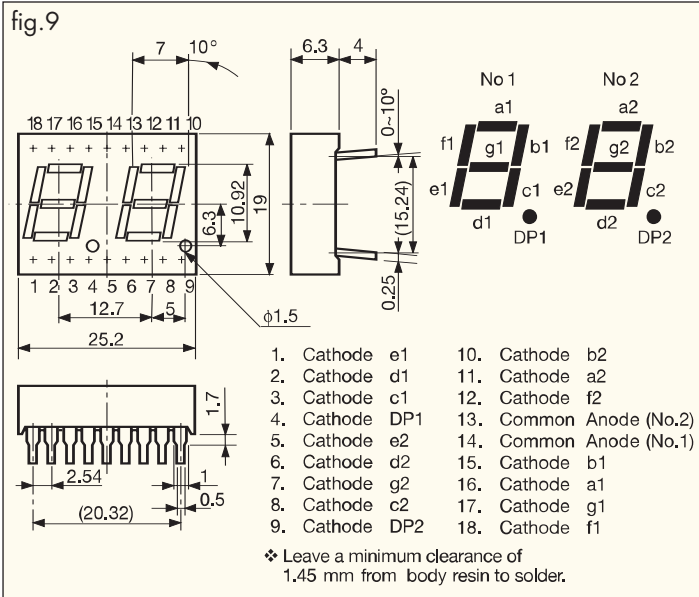 fig.9
7 10°
6.3 4
18 17 16 15 14 13 12 11 10
10.92
6.3
19
1 2 3 4 5 6 7 8 9
12.7 5
25.2
ϕ1.5
0~10°
(15.24)
0.25
No 1 No 2
a1 a2
f1 g1 b1 f2 g2 b2
e1 c1 e2 c2
d1 DP1 d2 DP2
1.7
2.54 1
0.5
(20.32)
1. Cathode e1
2. Cathode d1
3. Cathode c1
4. Cathode DP1
5. Cathode e2
6. Cathode d2
7. Cathode g2
8. Cathode c2
9. Cathode DP2
10. Cathode b2
11. Cathode a2
12. Cathode f2
13. Common Anode (No.2)
14. Common Anode (No.1)
15. Cathode b1
16. Cathode a1
17. Cathode g1
18. Cathode f1
❖ Leave a minimum clearance of
1.45 mm from body resin to solder.